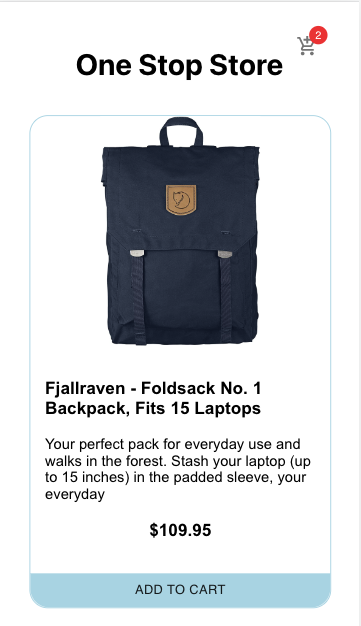 2
One Stop Store
Fjallraven - Foldsack No. 1
Backpack, Fits 15 Laptops
Your perfect pack for everyday use and
walks in the forest. Stash your laptop (up
to 15 inches) in the padded sleeve, your
everyday
$109.95
ADD TO CART